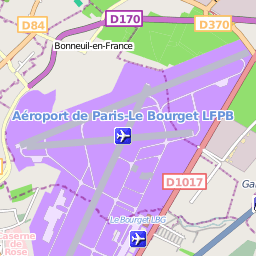 D170
D84
D370
Bonneuil-en-France
Aéroport de Paris-Le Bourget LFPB
D1017
Ga
Le Bourget LBG
Caserne
de
Rose